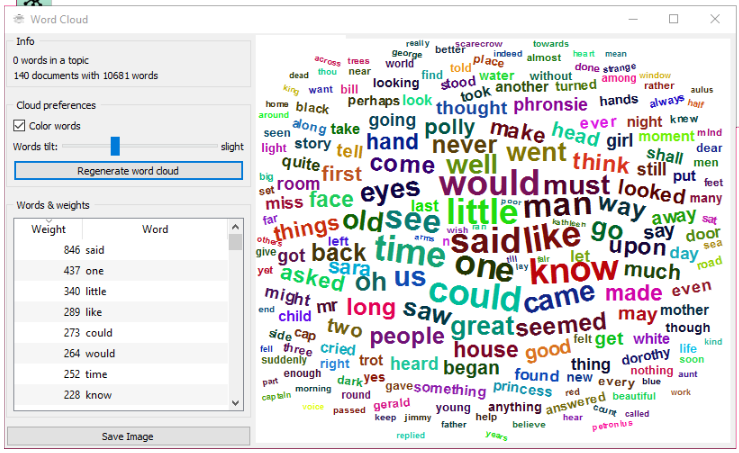 Word Cloud
Info
0 words in a topic
140 documents with 10681 words
Cloud preferences
Color words
Words tilt:
slight
Regenerate word cloud
Words & weights
Weight Word
846 said
437 one
340 little
289 like
273 could
264 would
252 time
228 know
Save Image
really scarecrow towards
george better indeed almost heart mean
across trees world told place done strange
dead thou near find stood water without among window
king want bill looking took another turned rather aulus
home black perhaps look thought phronsie hands always half
around along take going polly make ever night knew
seen story tell hand never went head girl moment mind
light quite first come well think shall dear men
big room eyes would must still put feet
set miss face last little man way looked many
far things old see said like go away sat
others left arms wish ran poor kathleen upon say door sea
give got back time one know let day road
yet asked sara oh us till lay fair much
might mr long saw could came made even
end child two great seemed may mother
side cap people house good felt get white though
fell three cried trot heard began thing dorothy life kind
suddenly right found new nothing soon
part enough dark yes gave something princess every blue aunt
captain morning round red beautiful work
voice passed gerald young anything answered count called
keep jimmy father help believe hear petronius
replied years